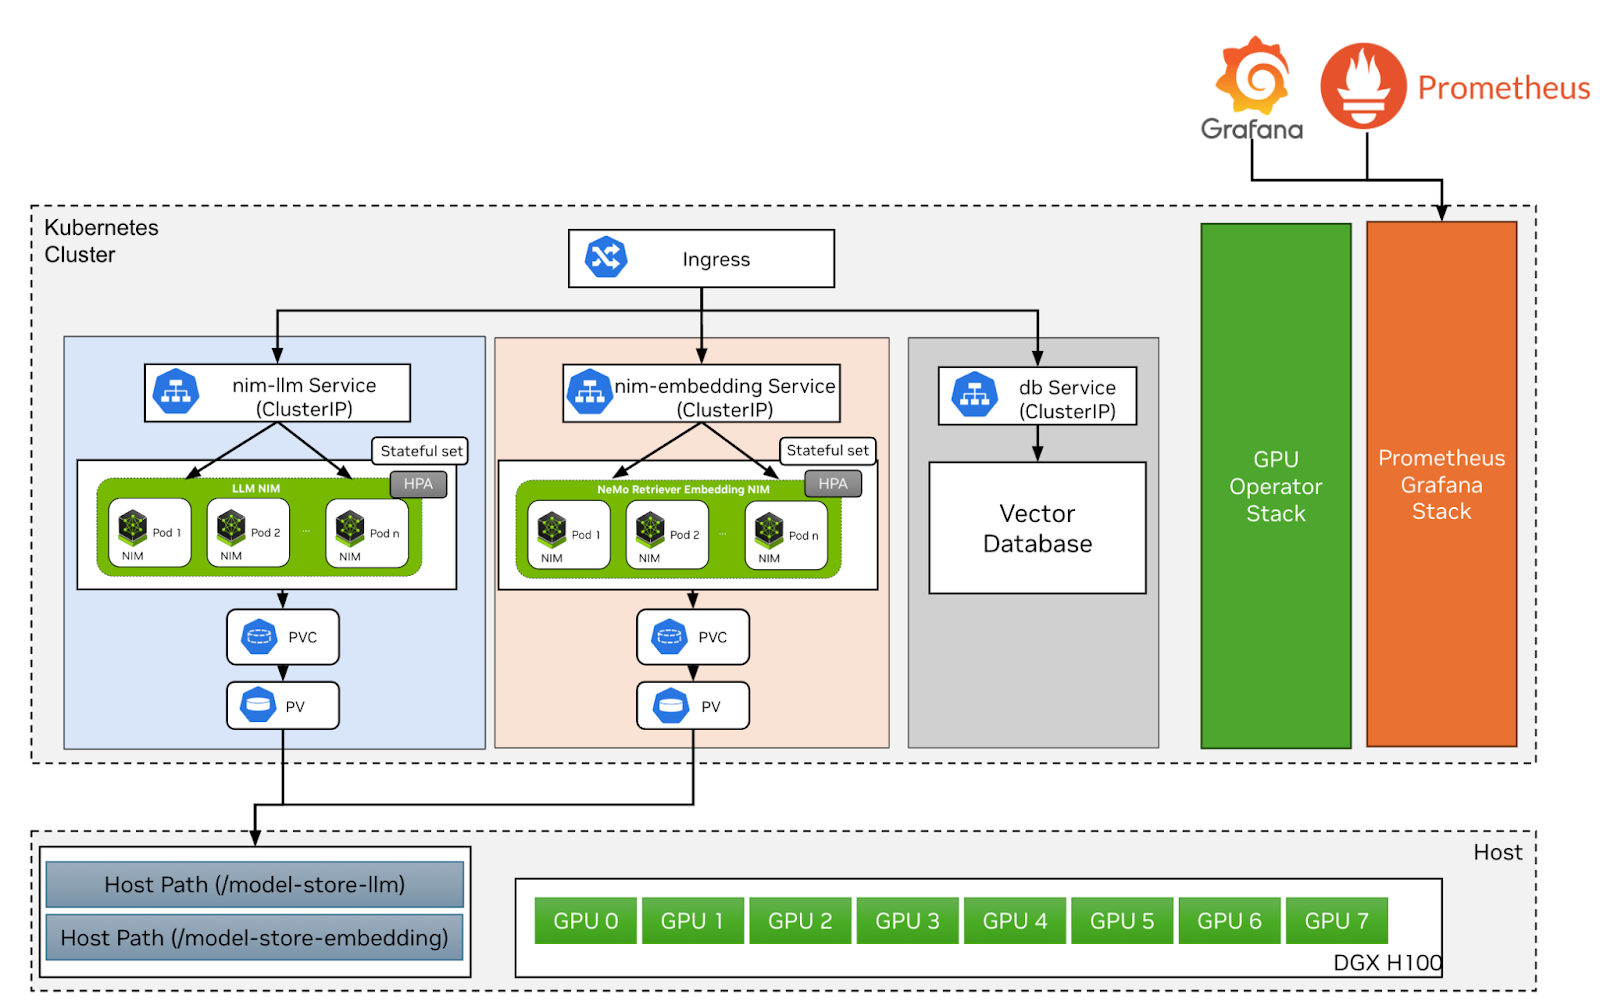 Grafana
Prometheus
Kubernetes
Cluster
Ingress
nim-llm Service
(ClusterIP)
Stateful set
HPA
LLM NIM
Pod 1
NIM
Pod 2
NIM
...
Pod n
NIM
PVC
PV
nim-embedding Service
(ClusterIP)
Stateful set
HPA
NeMo Retriever Embedding NIM
Pod 1
NIM
Pod 2
NIM
...
Pod n
NIM
PVC
PV
db Service
(ClusterIP)
Vector
Database
GPU
Operator
Stack
Prometheus
Grafana
Stack
Host
Host Path (/model-store-llm)
Host Path (/model-store-embedding)
GPU 0
GPU 1
GPU 2
GPU 3
GPU 4
GPU 5
GPU 6
GPU 7
DGX H100